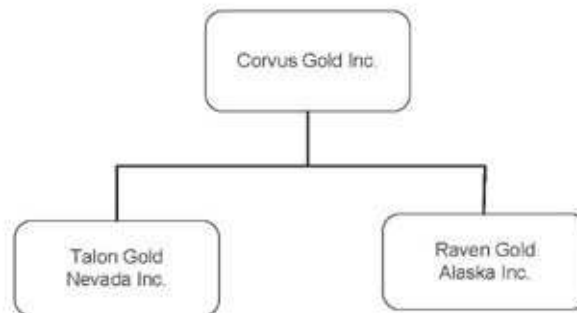 Corvus Gold Inc.
Talon Gold
Nevada Inc.
Raven Gold
Alaska Inc.